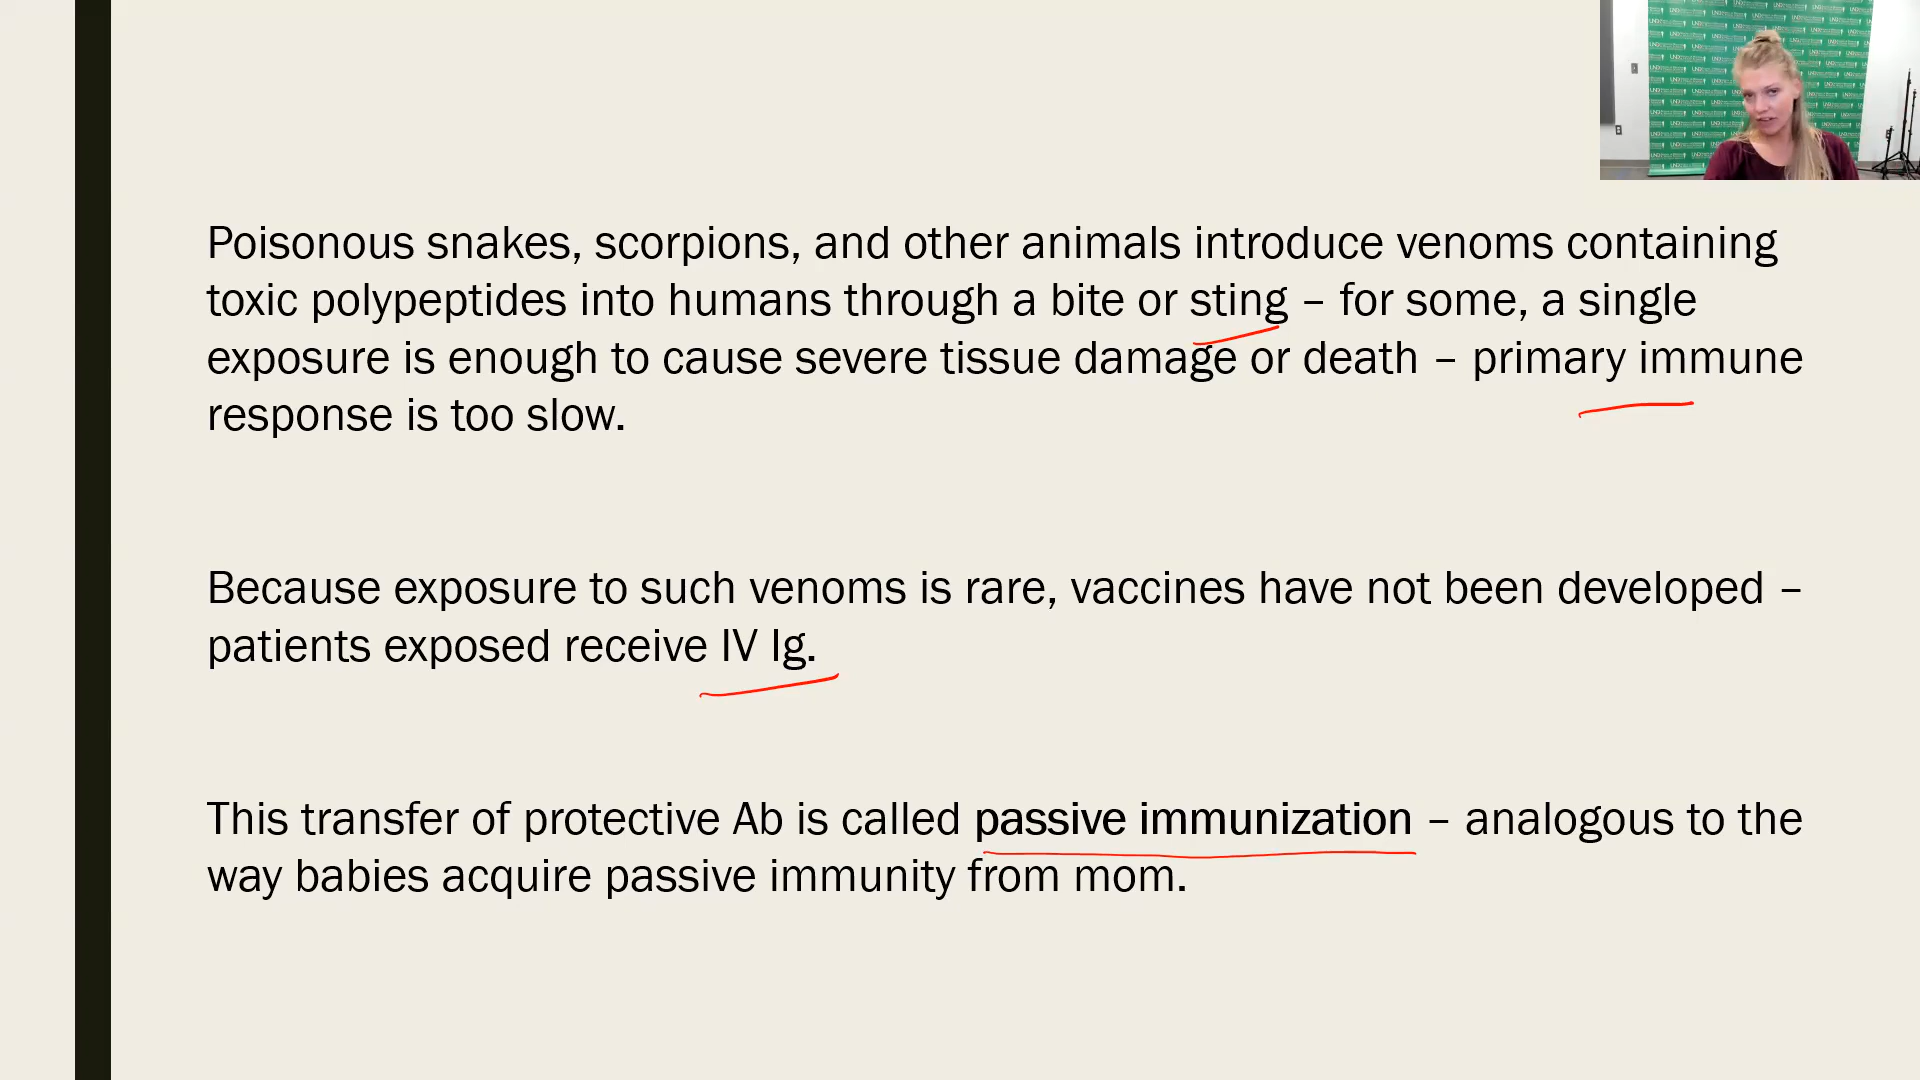 Poisonous snakes, scorpions, and other animals introduce venoms containing
toxic polypeptides into humans through a bite or sting – for some, a single
exposure is enough to cause severe tissue damage or death – primary immune
response is too slow.
Because exposure to such venoms is rare, vaccines have not been developed –
patients exposed receive IV Ig.
This transfer of protective Ab is called passive immunization – analogous to the
way babies acquire passive immunity from mom.